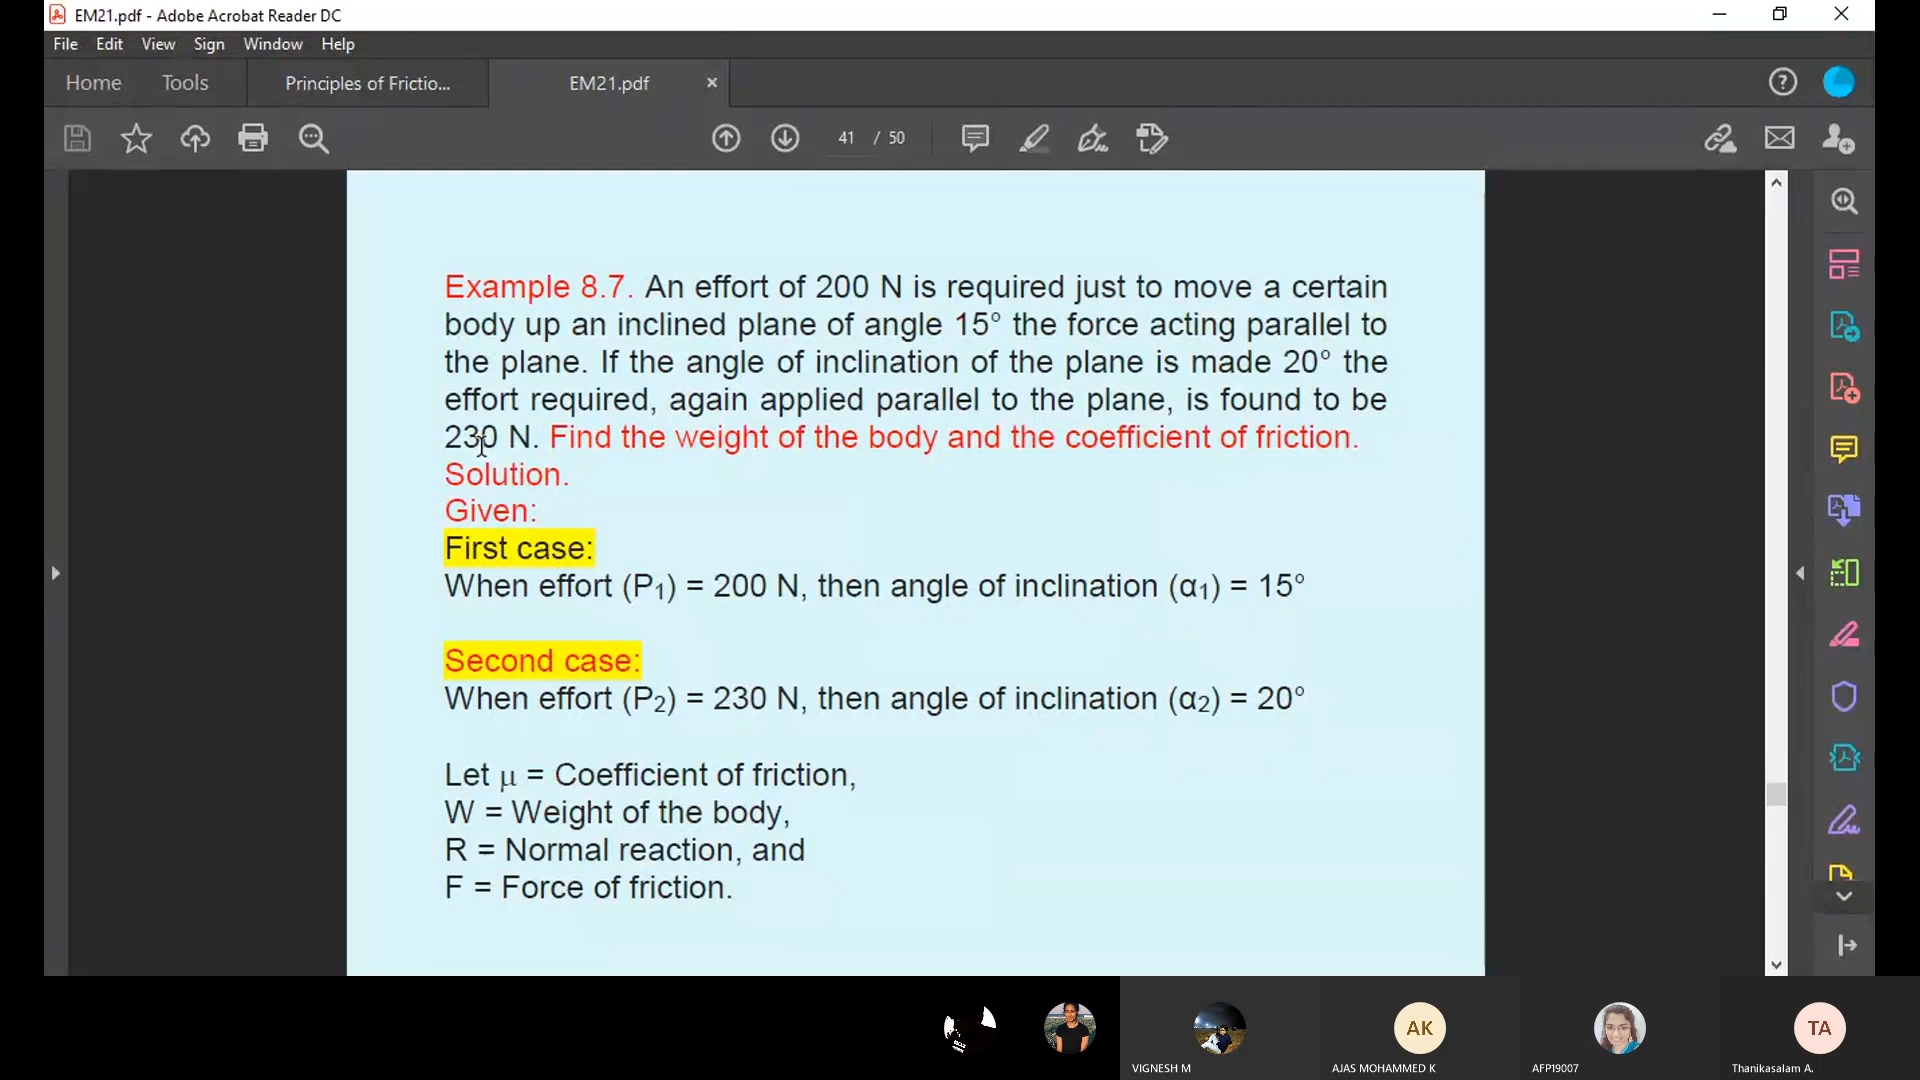 EM21.pdf - Adobe Acrobat Reader DC
File Edit View Sign Window Help
Home Tools Principles of Frictio... EM21.pdf ×
41 / 50
Example 8.7. An effort of 200 N is required just to move a certain
body up an inclined plane of angle 15° the force acting parallel to
the plane. If the angle of inclination of the plane is made 20° the
effort required, again applied parallel to the plane, is found to be
230 N. Find the weight of the body and the coefficient of friction.
Solution.
Given:
First case:
When effort (P₁) = 200 N, then angle of inclination (α₁) = 15°
Second case:
When effort (P₂) = 230 N, then angle of inclination (α₂) = 20°
Let μ = Coefficient of friction,
W = Weight of the body,
R = Normal reaction, and
F = Force of friction.
AK TA
VIGNESH M AJAS MOHAMMED K AFP19007 Thanikasalam A.